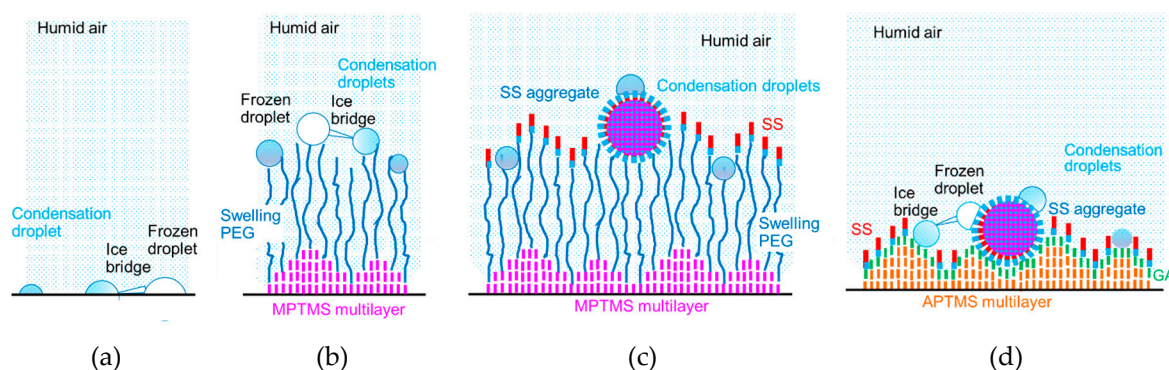 Humid air
Condensation
droplet
Ice
bridge
Frozen
droplet
(a)
Humid air
Condensation
droplets
Frozen
droplet
Ice
bridge
Swelling
PEG
MPTMS multilayer
(b)
Humid air
SS aggregate
Condensation droplets
SS
Swelling
PEG
MPTMS multilayer
(c)
Humid air
Condensation
droplets
Frozen
droplet
Ice
bridge
SS
SS aggregate
GA
APTMS multilayer
(d)